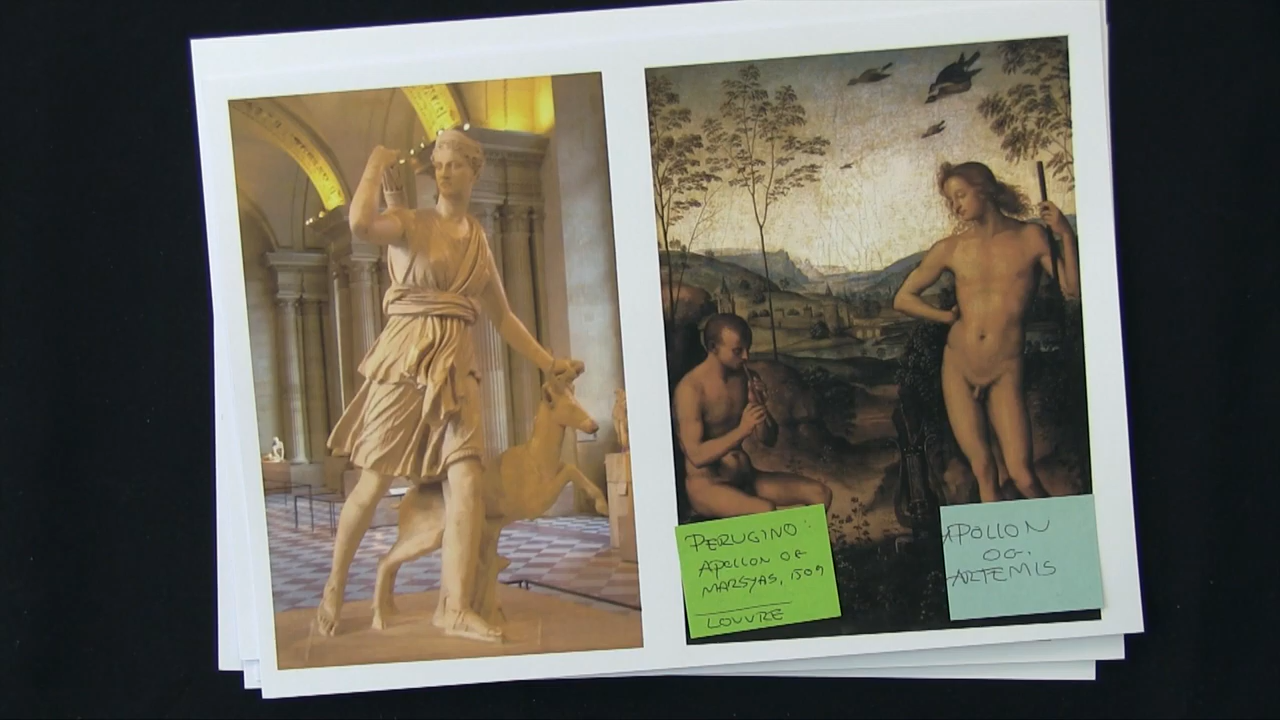 PERUGINO:
APOLLON OG
MARSYAS, 1509
LOUVRE
APOLLON
OG.
ARTEMIS